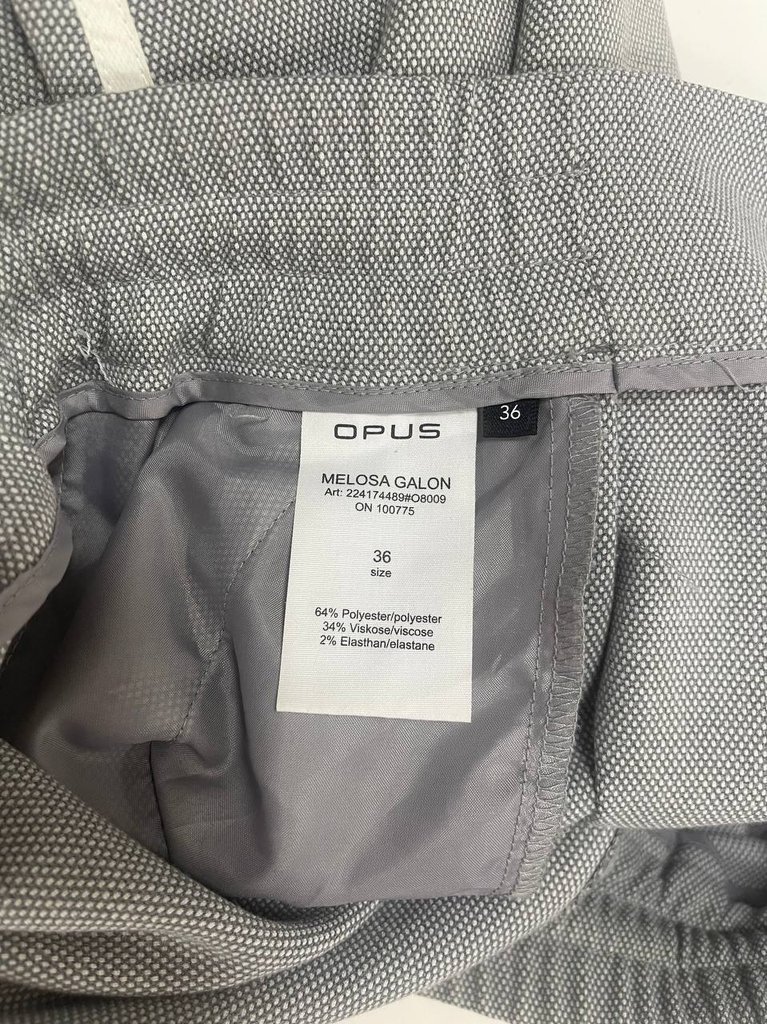 OPUS
36
MELOSA GALON
Art: 224174489#O8009
ON 100775
36
size
64% Polyester/polyester
34% Viskose/viscose
2% Elasthan/elastane